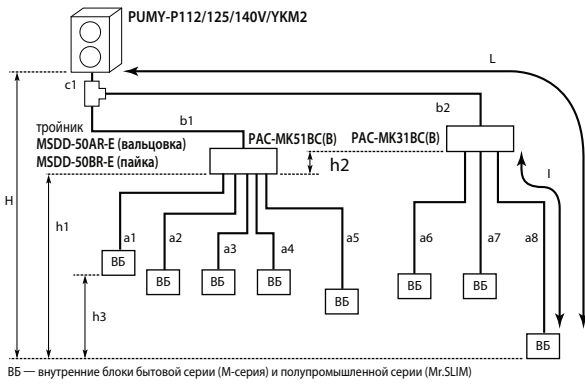 PUMY-P112/125/140V/YKM2
L
c1
b2
b1
тройник
MSDD-50AR-E (вальцовка)
MSDD-50BR-E (пайка)
PAC-MK51BC(B)
PAC-MK31BC(B)
h2
l
H
h1
a1
a2
a3
a4
a5
a6
a7
a8
ВБ
ВБ
ВБ
ВБ
ВБ
ВБ
ВБ
h3
ВБ
ВБ — внутренние блоки бытовой серии (М-серия) и полупромышленной серии (Mr.SLIM)